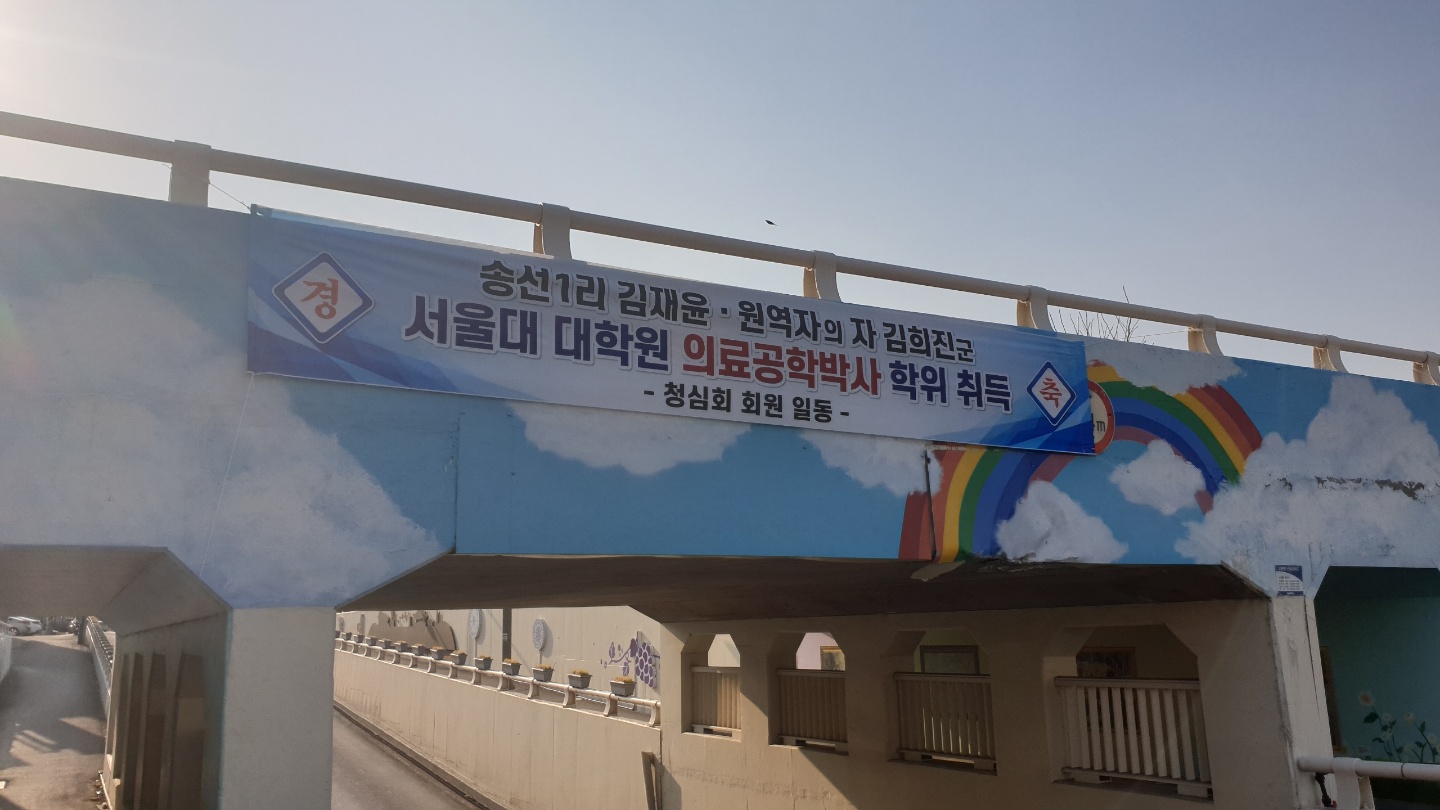 경
송선1리 김재윤 · 원역자의 자 김희진군
서울대 대학원 의료공학박사 학위 취득
- 청심회 회원 일동 -
축
m